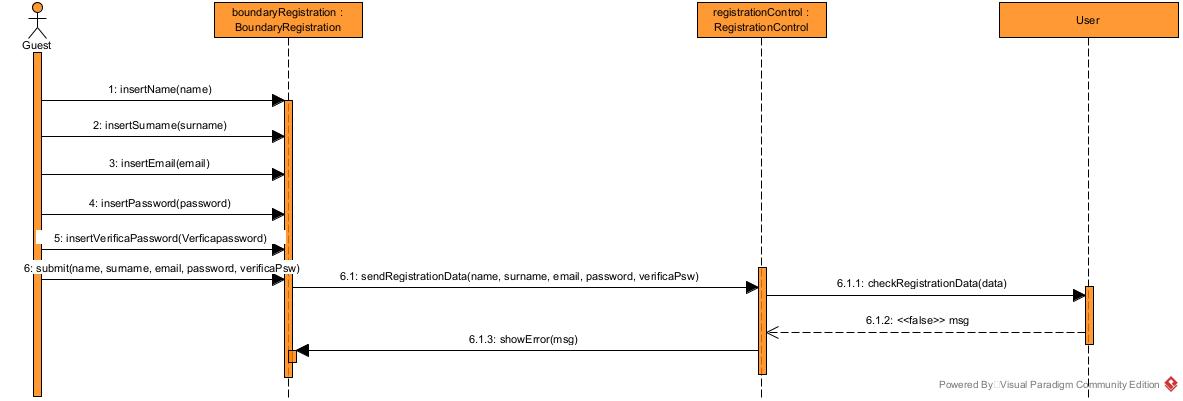 boundaryRegistration :
BoundaryRegistration
registrationControl :
RegistrationControl
User
Guest
1: insertName(name)
2: insertSurname(surname)
3: insertEmail(email)
4: insertPassword(password)
5: insertVerificaPassword(Verficapassword)
6: submit(name, surname, email, password, verificaPsw)
6.1: sendRegistrationData(name, surname, email, password, verificaPsw)
6.1.1: checkRegistrationData(data)
6.1.2: <<false>> msg
6.1.3: showError(msg)
Powered By Visual Paradigm Community Edition